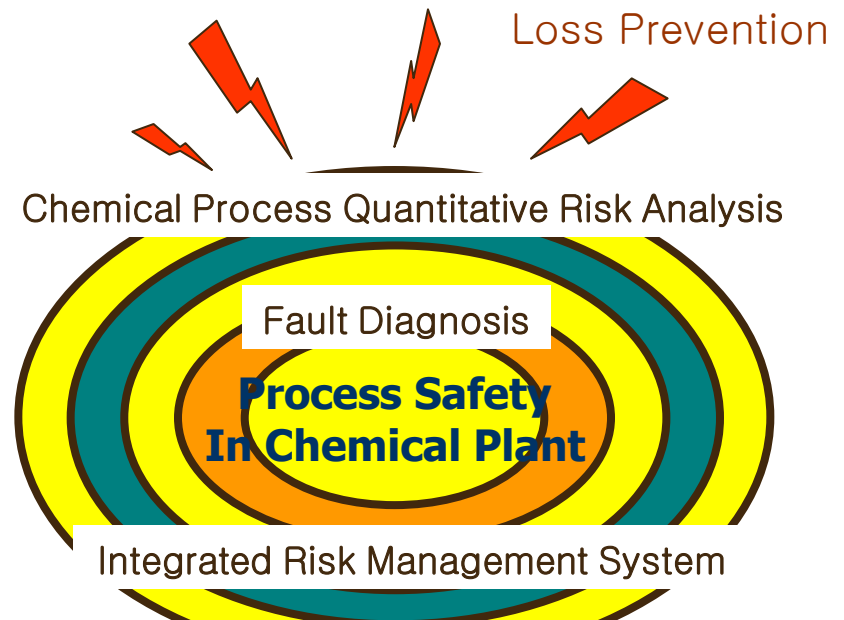 Loss Prevention
Chemical Process Quantitative Risk Analysis
Fault Diagnosis
Process Safety
In Chemical Plant
Integrated Risk Management System